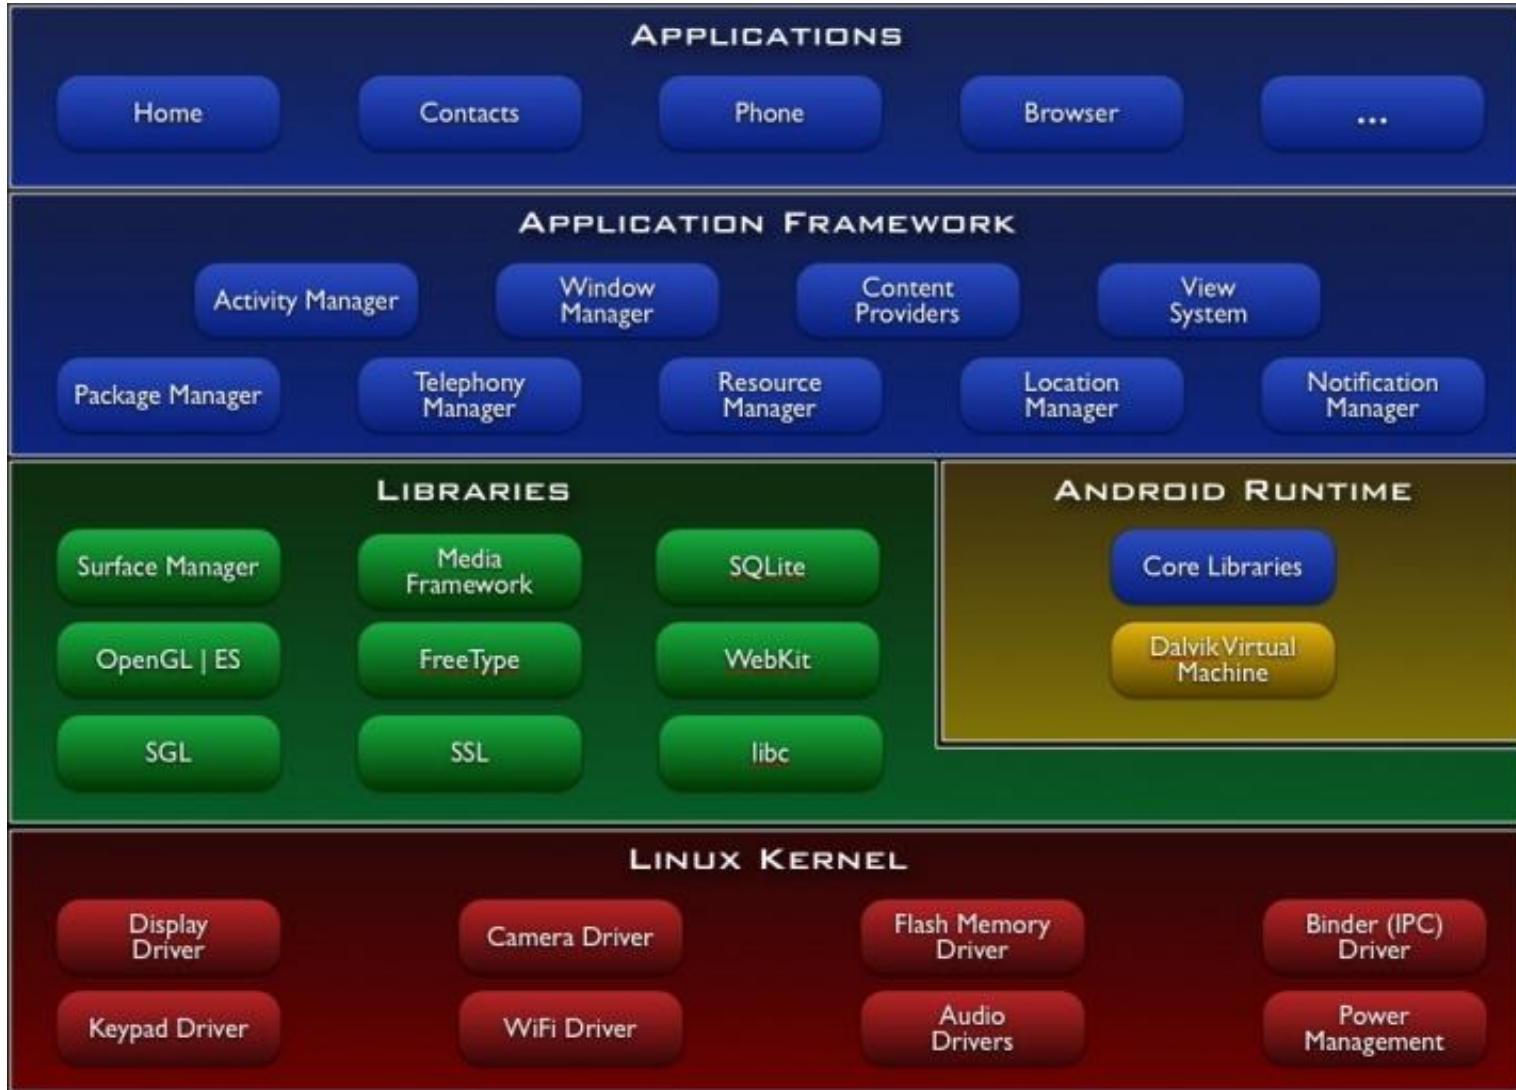 APPLICATIONS
Home
Contacts
Phone
Browser
...
APPLICATION FRAMEWORK
Activity Manager
Window
Manager
Content
Providers
View
System
Package Manager
Telephony
Manager
Resource
Manager
Location
Manager
Notification
Manager
LIBRARIES
Surface Manager
Media
Framework
SQLite
OpenGL | ES
FreeType
WebKit
SGL
SSL
libc
ANDROID RUNTIME
Core Libraries
Dalvik Virtual
Machine
LINUX KERNEL
Display
Driver
Camera Driver
Flash Memory
Driver
Binder (IPC)
Driver
Keypad Driver
WiFi Driver
Audio
Drivers
Power
Management